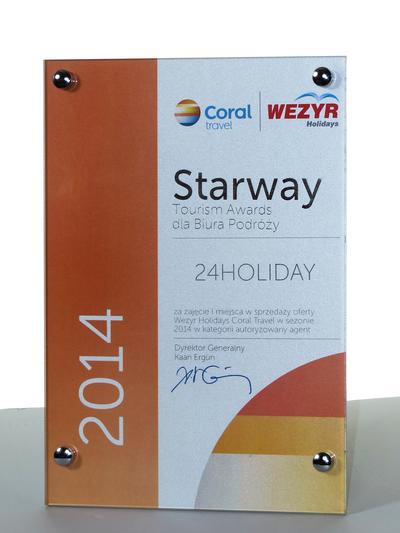 Coral
travel
WEZYR
Holidays
Starway
Tourism Awards
dla Biura Podróży
24HOLIDAY
za zajęcie I miejsca w sprzedaży oferty
Wezyr Holidays Coral Travel w sezonie
2014 w kategorii autoryzowany agent
Dyrektor Generalny
Kaan Ergün
2014